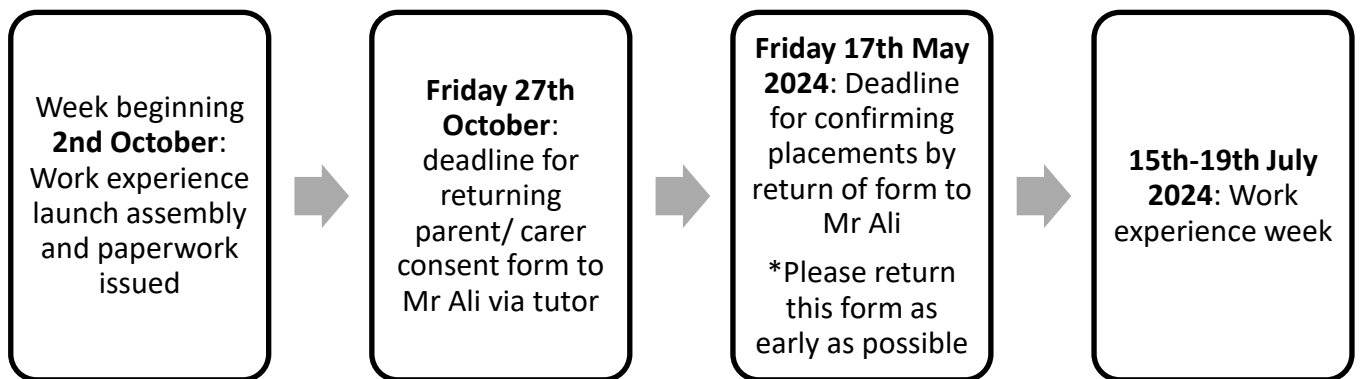 Week beginning
2nd October:
Work experience
launch assembly
and paperwork
issued
Friday 27th
October:
deadline for
returning
parent/ carer
consent form to
Mr Ali via tutor
Friday 17th May
2024: Deadline
for confirming
placements by
return of form to
Mr Ali
*Please return
this form as
early as possible
15th-19th July
2024: Work
experience week